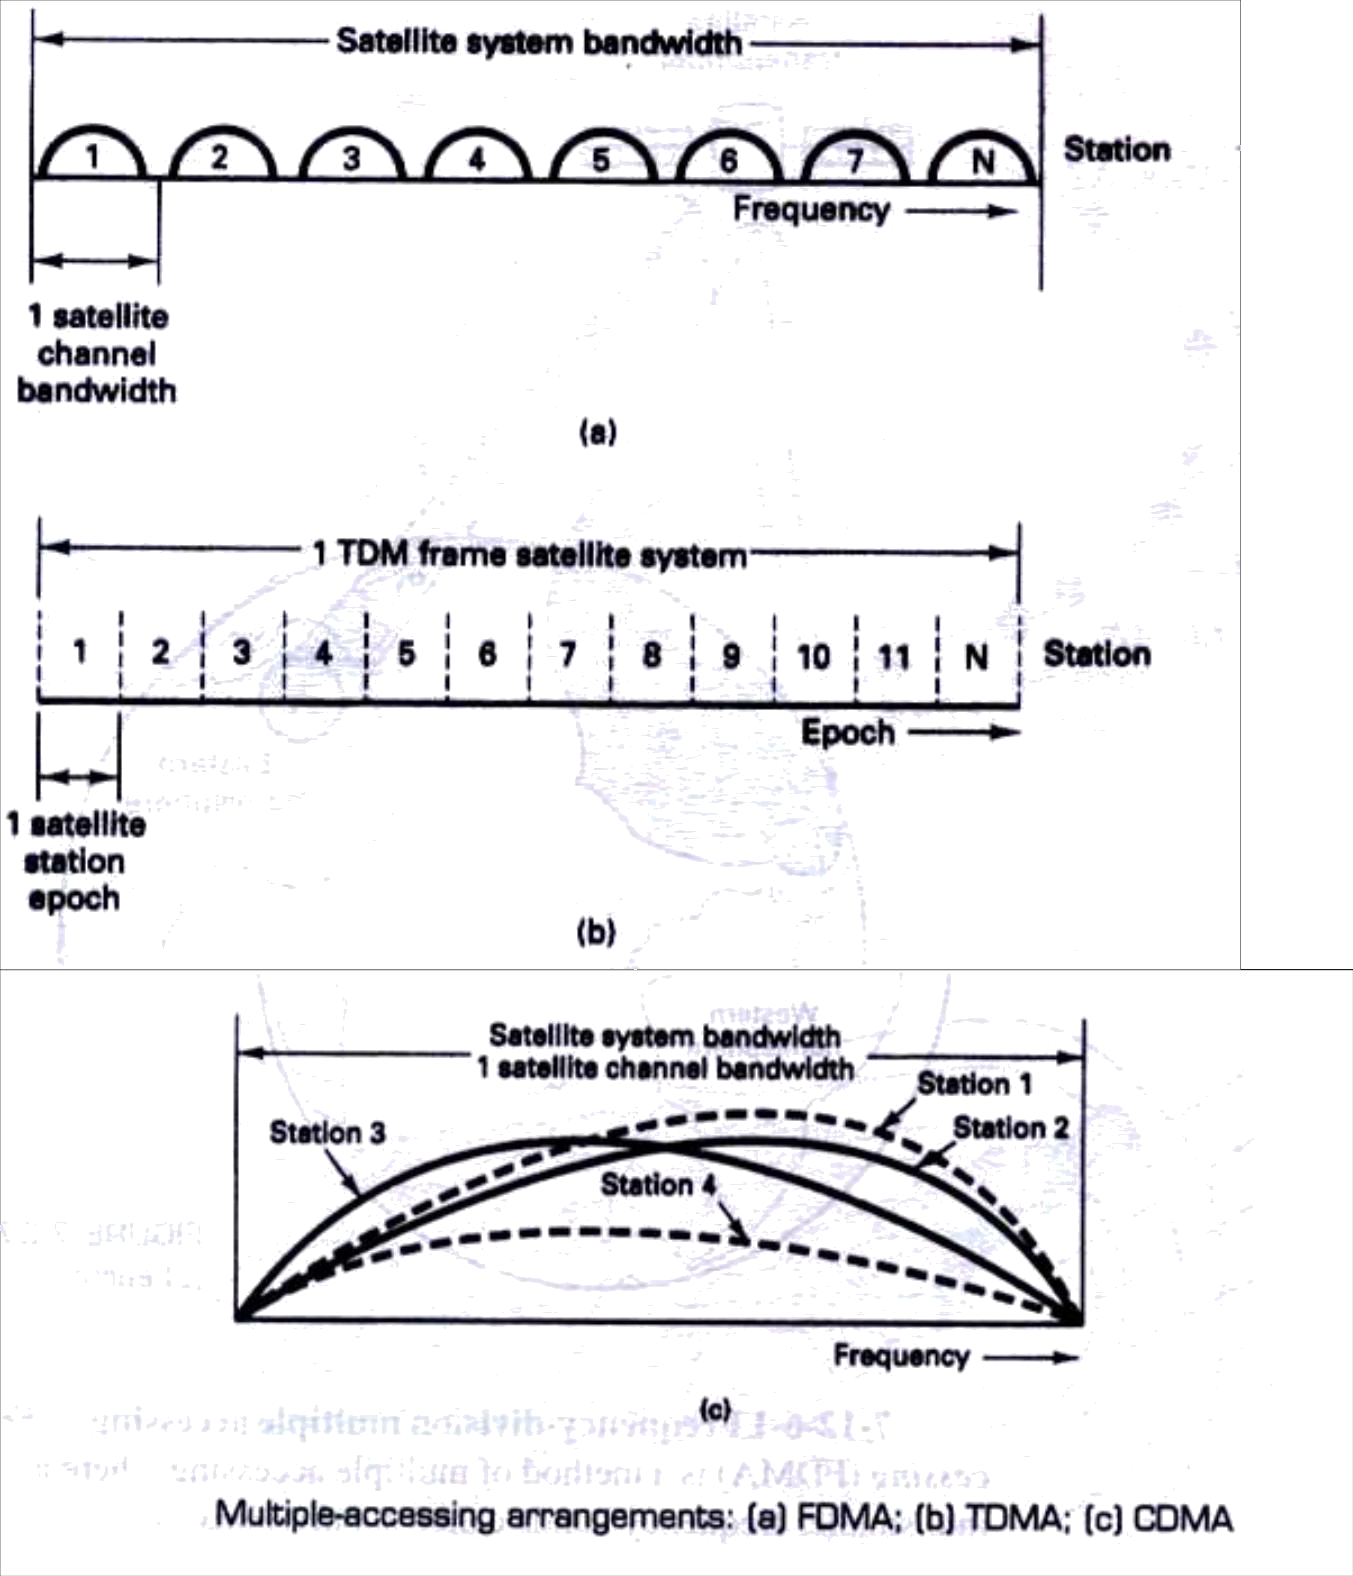 Satellite system bandwidth
1 2 3 4 5 6 7 N Station
Frequency
1 satellite
channel
bandwidth
(a)
1 TDM frame satellite system
1 2 3 4 5 6 7 8 9 10 11 N Station
Epoch
1 satellite
station
epoch
(b)
Satellite system bandwidth
1 satellite channel bandwidth
Station 1
Station 2
Station 3
Station 4
Frequency
(c)
Multiple-accessing arrangements: (a) FDMA; (b) TDMA; (c) CDMA